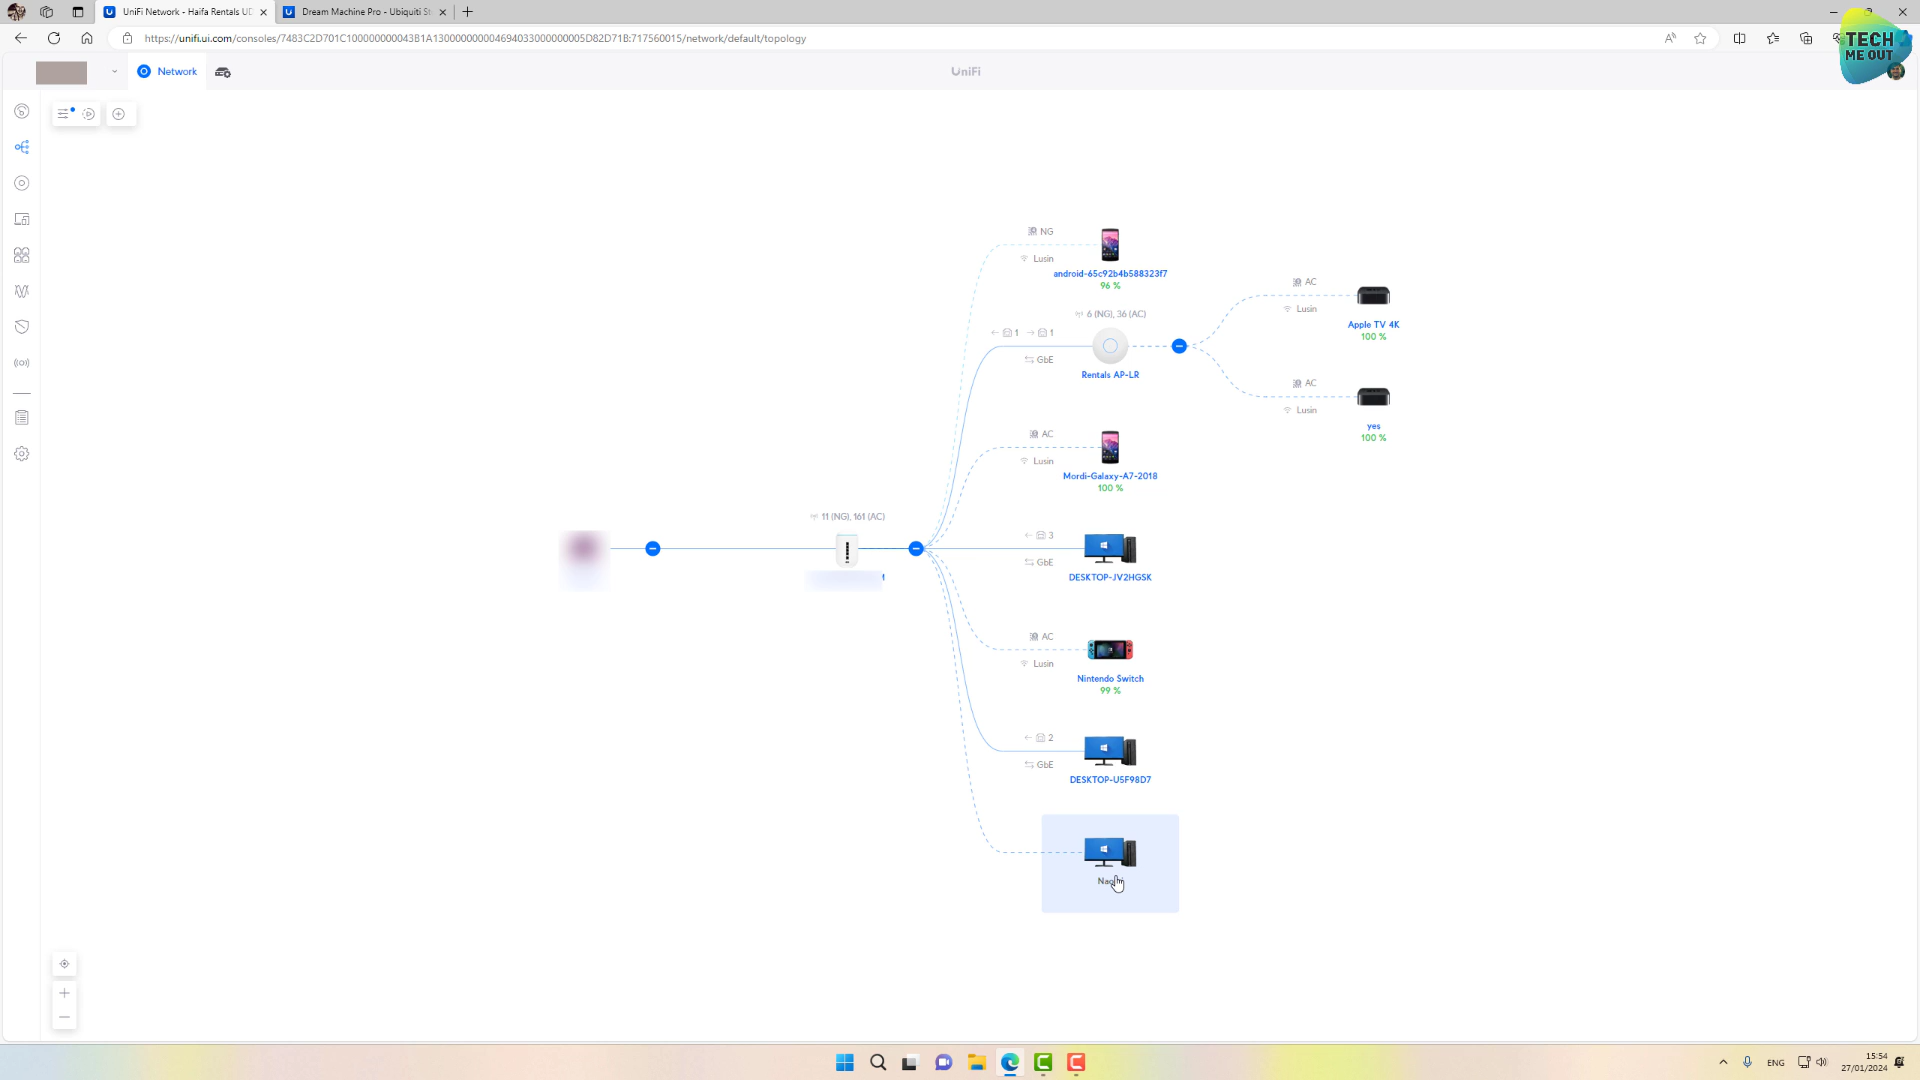 UniFi Network - Haifa Rentals UD
Dream Machine Pro - Ubiquiti St
https://unifi.ui.com/consoles/7483C2D701C10000000004381A130000000004694033000000005D82D71B:717560015/network/default/topology
TECH
ME OUT
Network
UniFi
NG
Lusin
android-65c92b4b588323f7
96 %
6 (NG), 36 (AC)
1
1
GbE
Rentals AP-LR
AC
Lusin
Apple TV 4K
100 %
AC
Lusin
yes
100 %
AC
Lusin
Mordi-Galaxy-A7-2018
100 %
11 (NG), 161 (AC)
3
GbE
DESKTOP-JV2HGSK
AC
Lusin
Nintendo Switch
99 %
2
GbE
DESKTOP-U5F98D7
ENG
15:54
27/01/2024